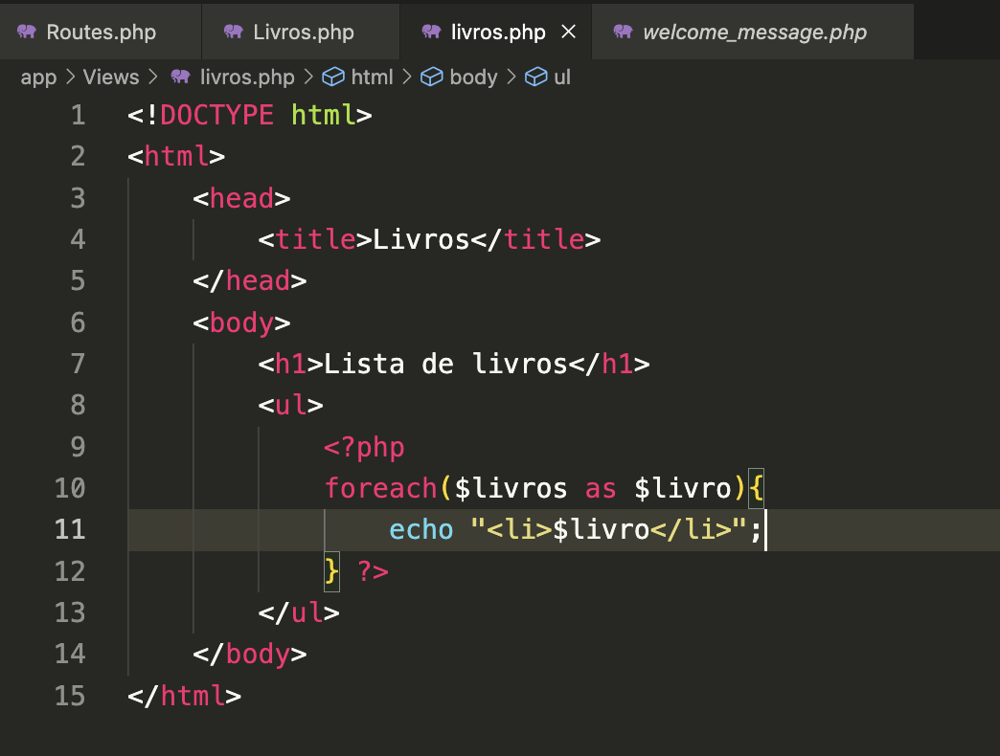 Routes.php Livros.php livros.php welcome_message.php
app > Views > livros.php > html > body > ul
1 <!DOCTYPE html>
2 <html>
3     <head>
4         <title>Livros</title>
5     </head>
6     <body>
7         <h1>Lista de livros</h1>
8         <ul>
9             <?php
10             foreach($livros as $livro){
11                 echo "<li>$livro</li>";
12             } ?>
13         </ul>
14     </body>
15 </html>